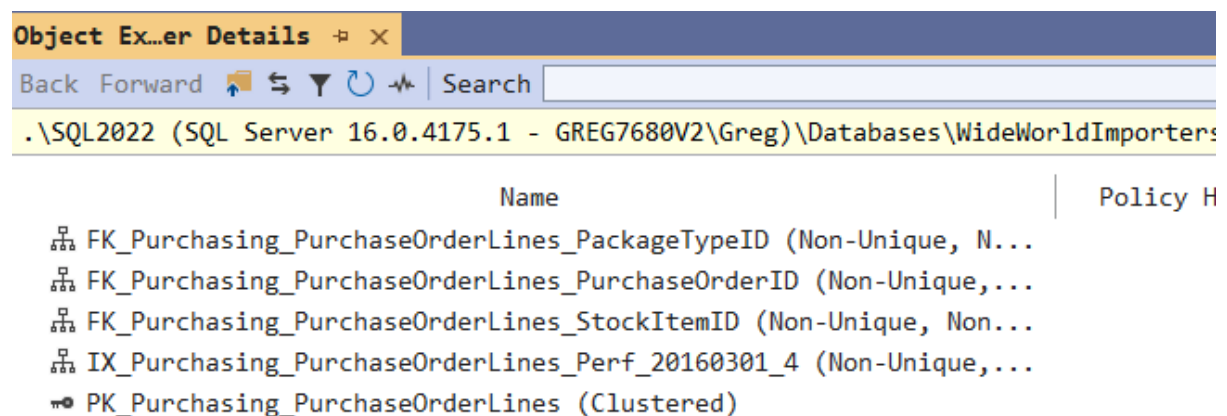 Object Ex…er Details
Back Forward Search
.\SQL2022 (SQL Server 16.0.4175.1 - GREG7680V2\Greg)\Databases\WideWorldImporters
Name Policy H
FK_Purchasing_PurchaseOrderLines_PackageTypeID (Non-Unique, N...
FK_Purchasing_PurchaseOrderLines_PurchaseOrderID (Non-Unique,...
FK_Purchasing_PurchaseOrderLines_StockItemID (Non-Unique, Non...
IX_Purchasing_PurchaseOrderLines_Perf_20160301_4 (Non-Unique,...
PK_Purchasing_PurchaseOrderLines (Clustered)